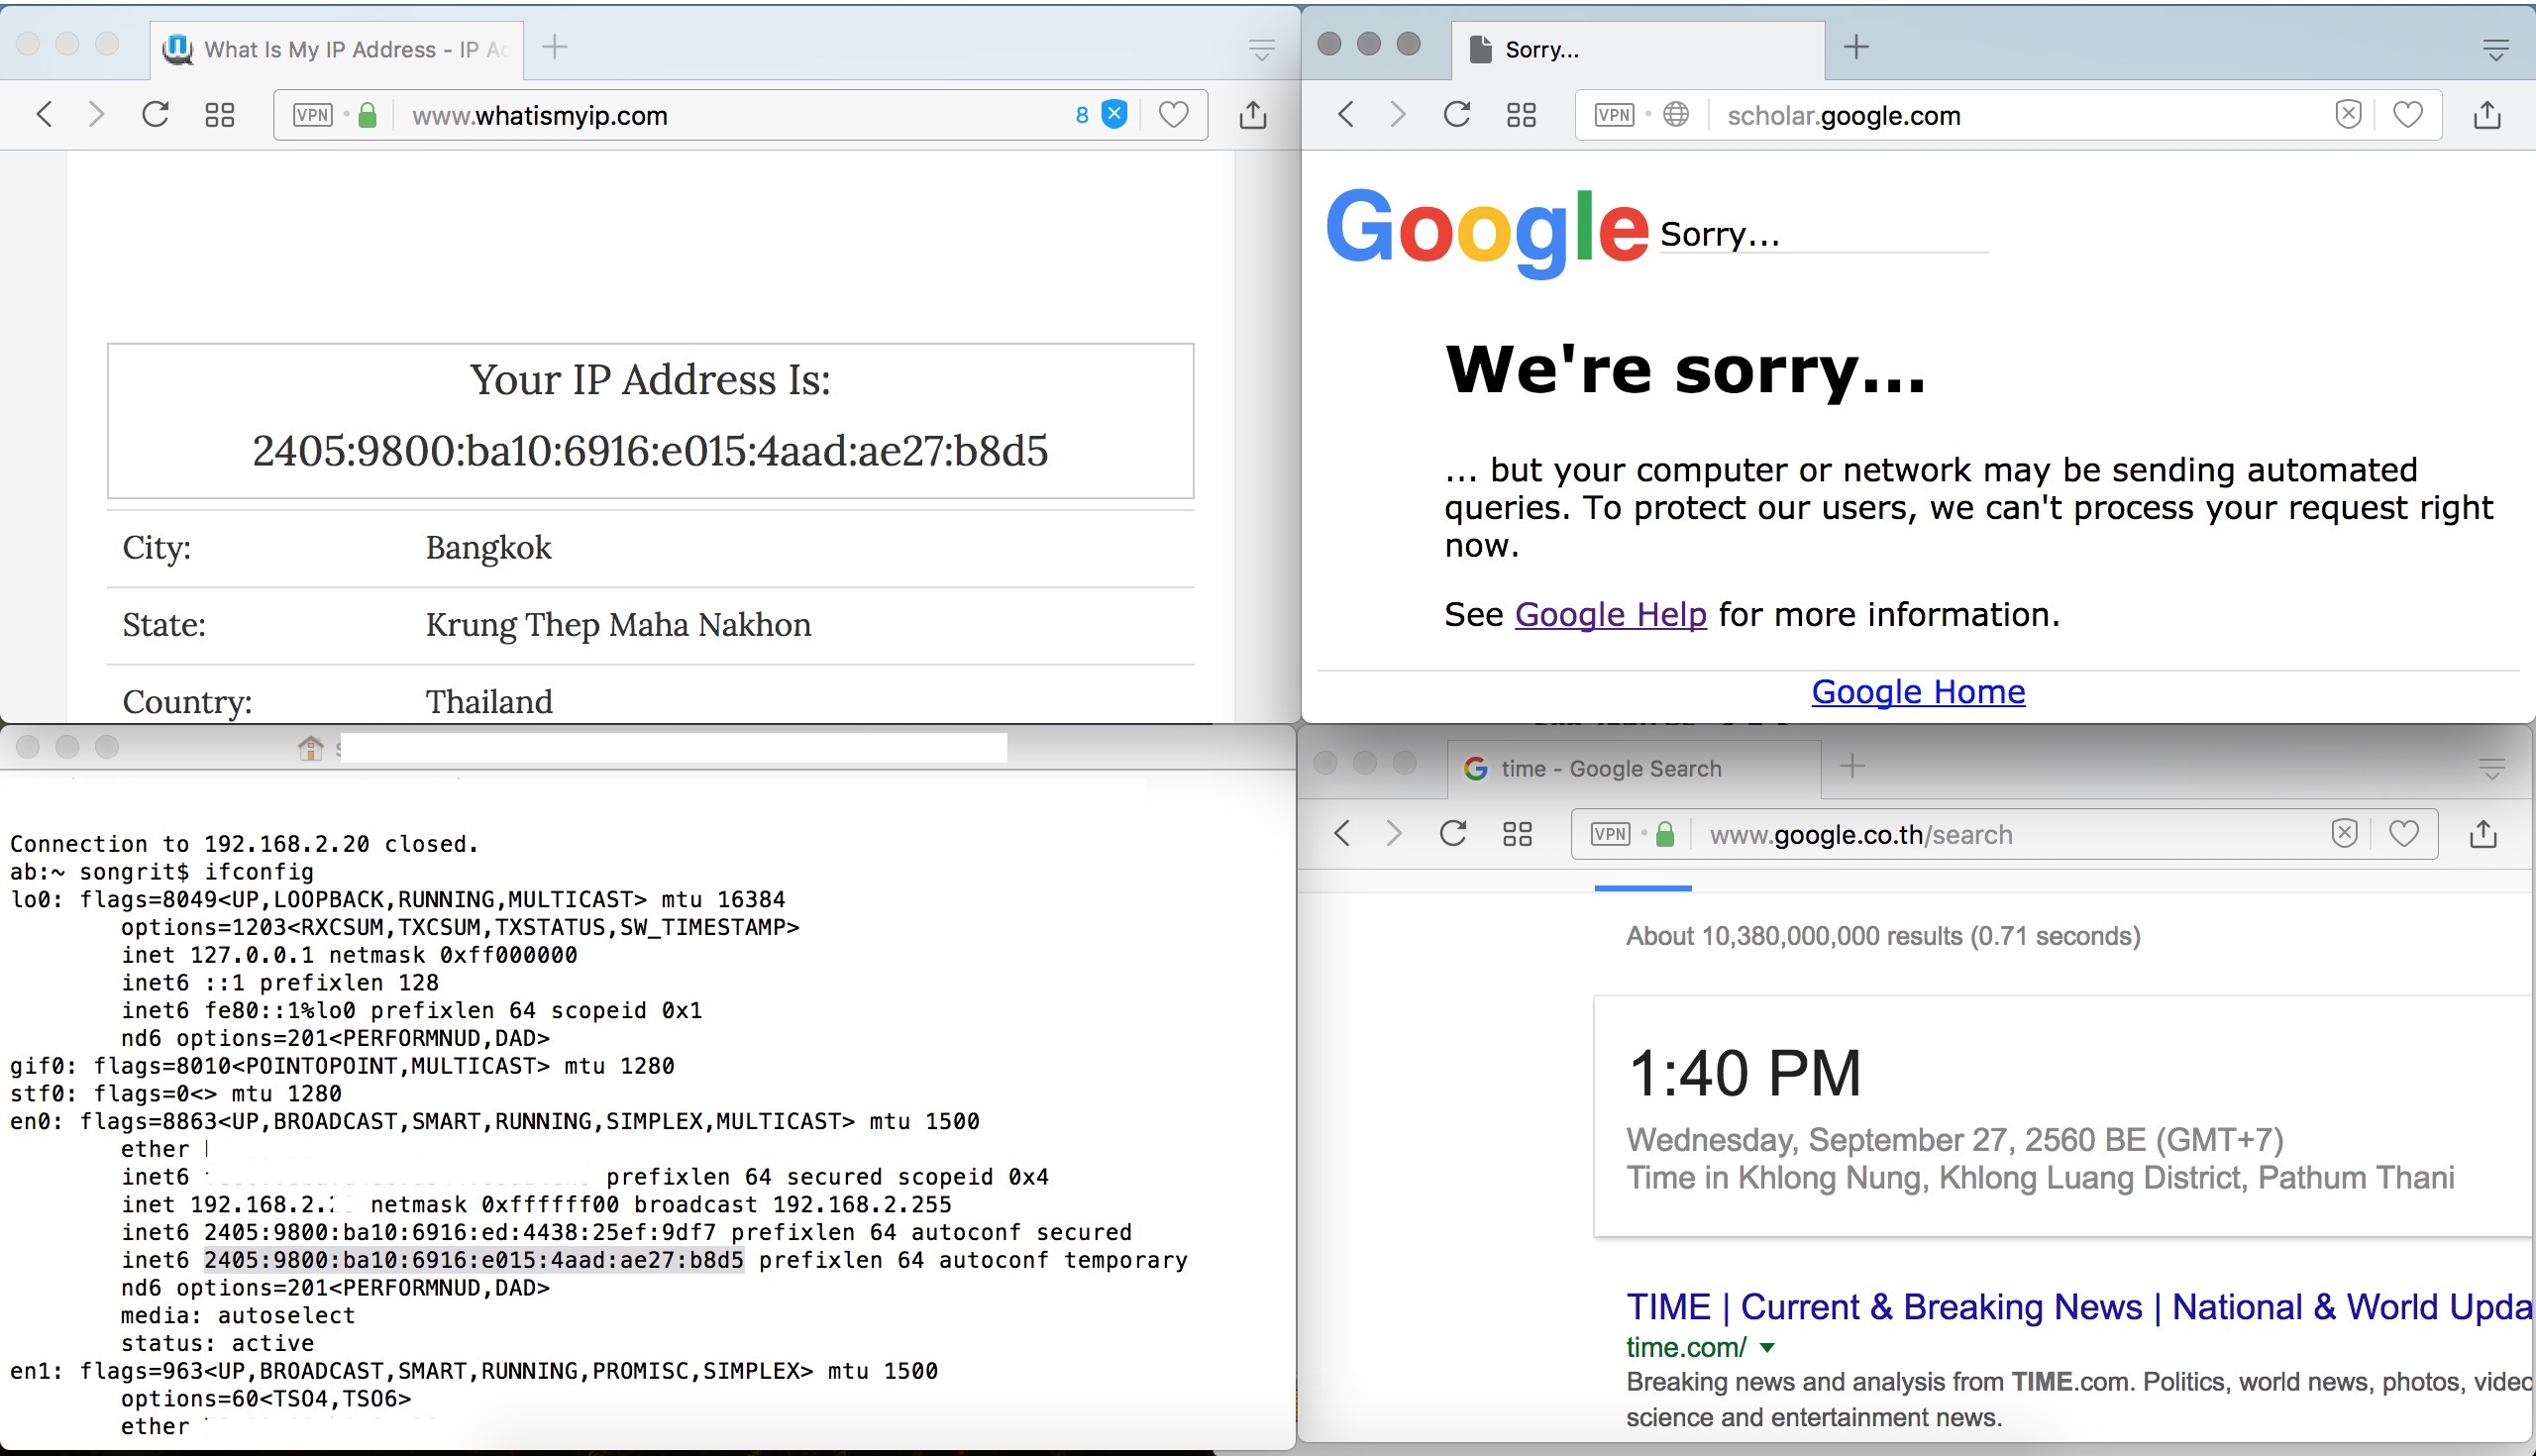 What Is My IP Address - IP Ad
VPN
www.whatismyip.com
8
Your IP Address Is:
2405:9800:ba10:6916:e015:4aad:ae27:b8d5
City: Bangkok
State: Krung Thep Maha Nakhon
Country: Thailand
Sorry...
VPN
scholar.google.com
Google Sorry...
We're sorry...
... but your computer or network may be sending automated
queries. To protect our users, we can't process your request right
now.
See Google Help for more information.
Google Home
Connection to 192.168.2.20 closed.
ab:~ songrit$ ifconfig
lo0: flags=8049<UP,LOOPBACK,RUNNING,MULTICAST> mtu 16384
options=1203<RXCSUM,TXCSUM,TXSTATUS,SW_TIMESTAMP>
inet 127.0.0.1 netmask 0xff000000
inet6 ::1 prefixlen 128
inet6 fe80::1%lo0 prefixlen 64 scopeid 0x1
nd6 options=201<PERFORMNUD,DAD>
gif0: flags=8010<POINTOPOINT,MULTICAST> mtu 1280
stf0: flags=0<> mtu 1280
en0: flags=8863<UP,BROADCAST,SMART,RUNNING,SIMPLEX,MULTICAST> mtu 1500
ether
inet6 prefixlen 64 secured scopeid 0x4
inet 192.168.2. netmask 0xffffff00 broadcast 192.168.2.255
inet6 2405:9800:ba10:6916:ed:4438:25ef:9df7 prefixlen 64 autoconf secured
inet6 2405:9800:ba10:6916:e015:4aad:ae27:b8d5 prefixlen 64 autoconf temporary
nd6 options=201<PERFORMNUD,DAD>
media: autoselect
status: active
en1: flags=963<UP,BROADCAST,SMART,RUNNING,PROMISC,SIMPLEX> mtu 1500
options=60<TSO4,TSO6>
ether
time - Google Search
VPN
www.google.co.th/search
About 10,380,000,000 results (0.71 seconds)
1:40 PM
Wednesday, September 27, 2560 BE (GMT+7)
Time in Khlong Nung, Khlong Luang District, Pathum Thani
TIME | Current & Breaking News | National & World Upda
time.com/
Breaking news and analysis from TIME.com. Politics, world news, photos, video
science and entertainment news.